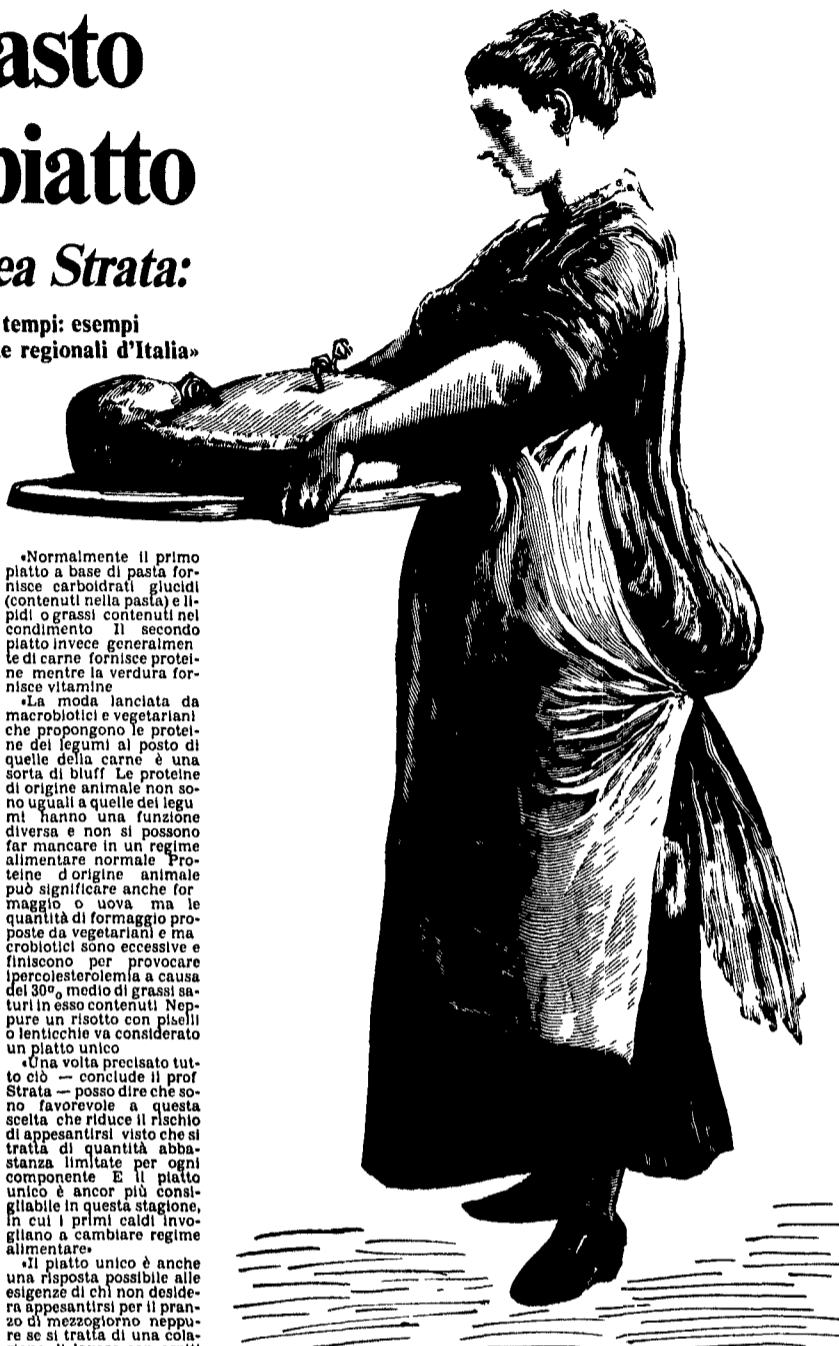 asto
piatto
ea Strata:
tempi: esempi
e regionali d'Italia»
«Normalmente il primo
piatto a base di pasta for-
nisce carboidrati glucidi
(contenuti nella pasta) e li-
pidi o grassi contenuti nel
condimento Il secondo
piatto invece generalmen
te di carne fornisce protei-
ne mentre la verdura for-
nisce vitamine
«La moda lanciata da
macrobiotici e vegetariani
che propongono le protei-
ne dei legumi al posto di
quelle della carne è una
sorta di bluff Le proteine
di origine animale non so-
no uguali a quelle dei legu
mi hanno una funzione
diversa e non si possono
far mancare in un regime
alimentare normale Pro-
teine d origine animale
può significare anche for
maggio o uova ma le
quantità di formaggio pro-
poste da vegetariani e ma
crobiotici sono eccessive e
finiscono per provocare
ipercolesterolemia a causa
del 30% medio di grassi sa-
turi in esso contenuti Nep-
pure un risotto con piselli
o lenticchie va considerato
un piatto unico
«Una volta precisato tut-
to ciò — conclude il prof
Strata — posso dire che so-
no favorevole a questa
scelta che riduce il rischio
di appesantirsi visto che si
tratta di quantità abba-
stanza limitate per ogni
componente E il piatto
unico è ancor più consi-
gliabile in questa stagione,
in cui i primi caldi invo-
gliano a cambiare regime
alimentare»
«Il piatto unico è anche
una risposta possibile alle
esigenze di chi non deside-
ra appesantirsi per il pran-
zo di mezzogiorno neppu-
re se si tratta di una cola-